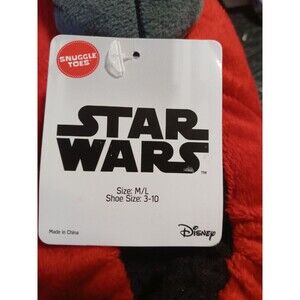 SNUGGLE
TOES
STAR
WARS
TM
Size: M/L
Shoe Size: 3-10
Made in China
Disney